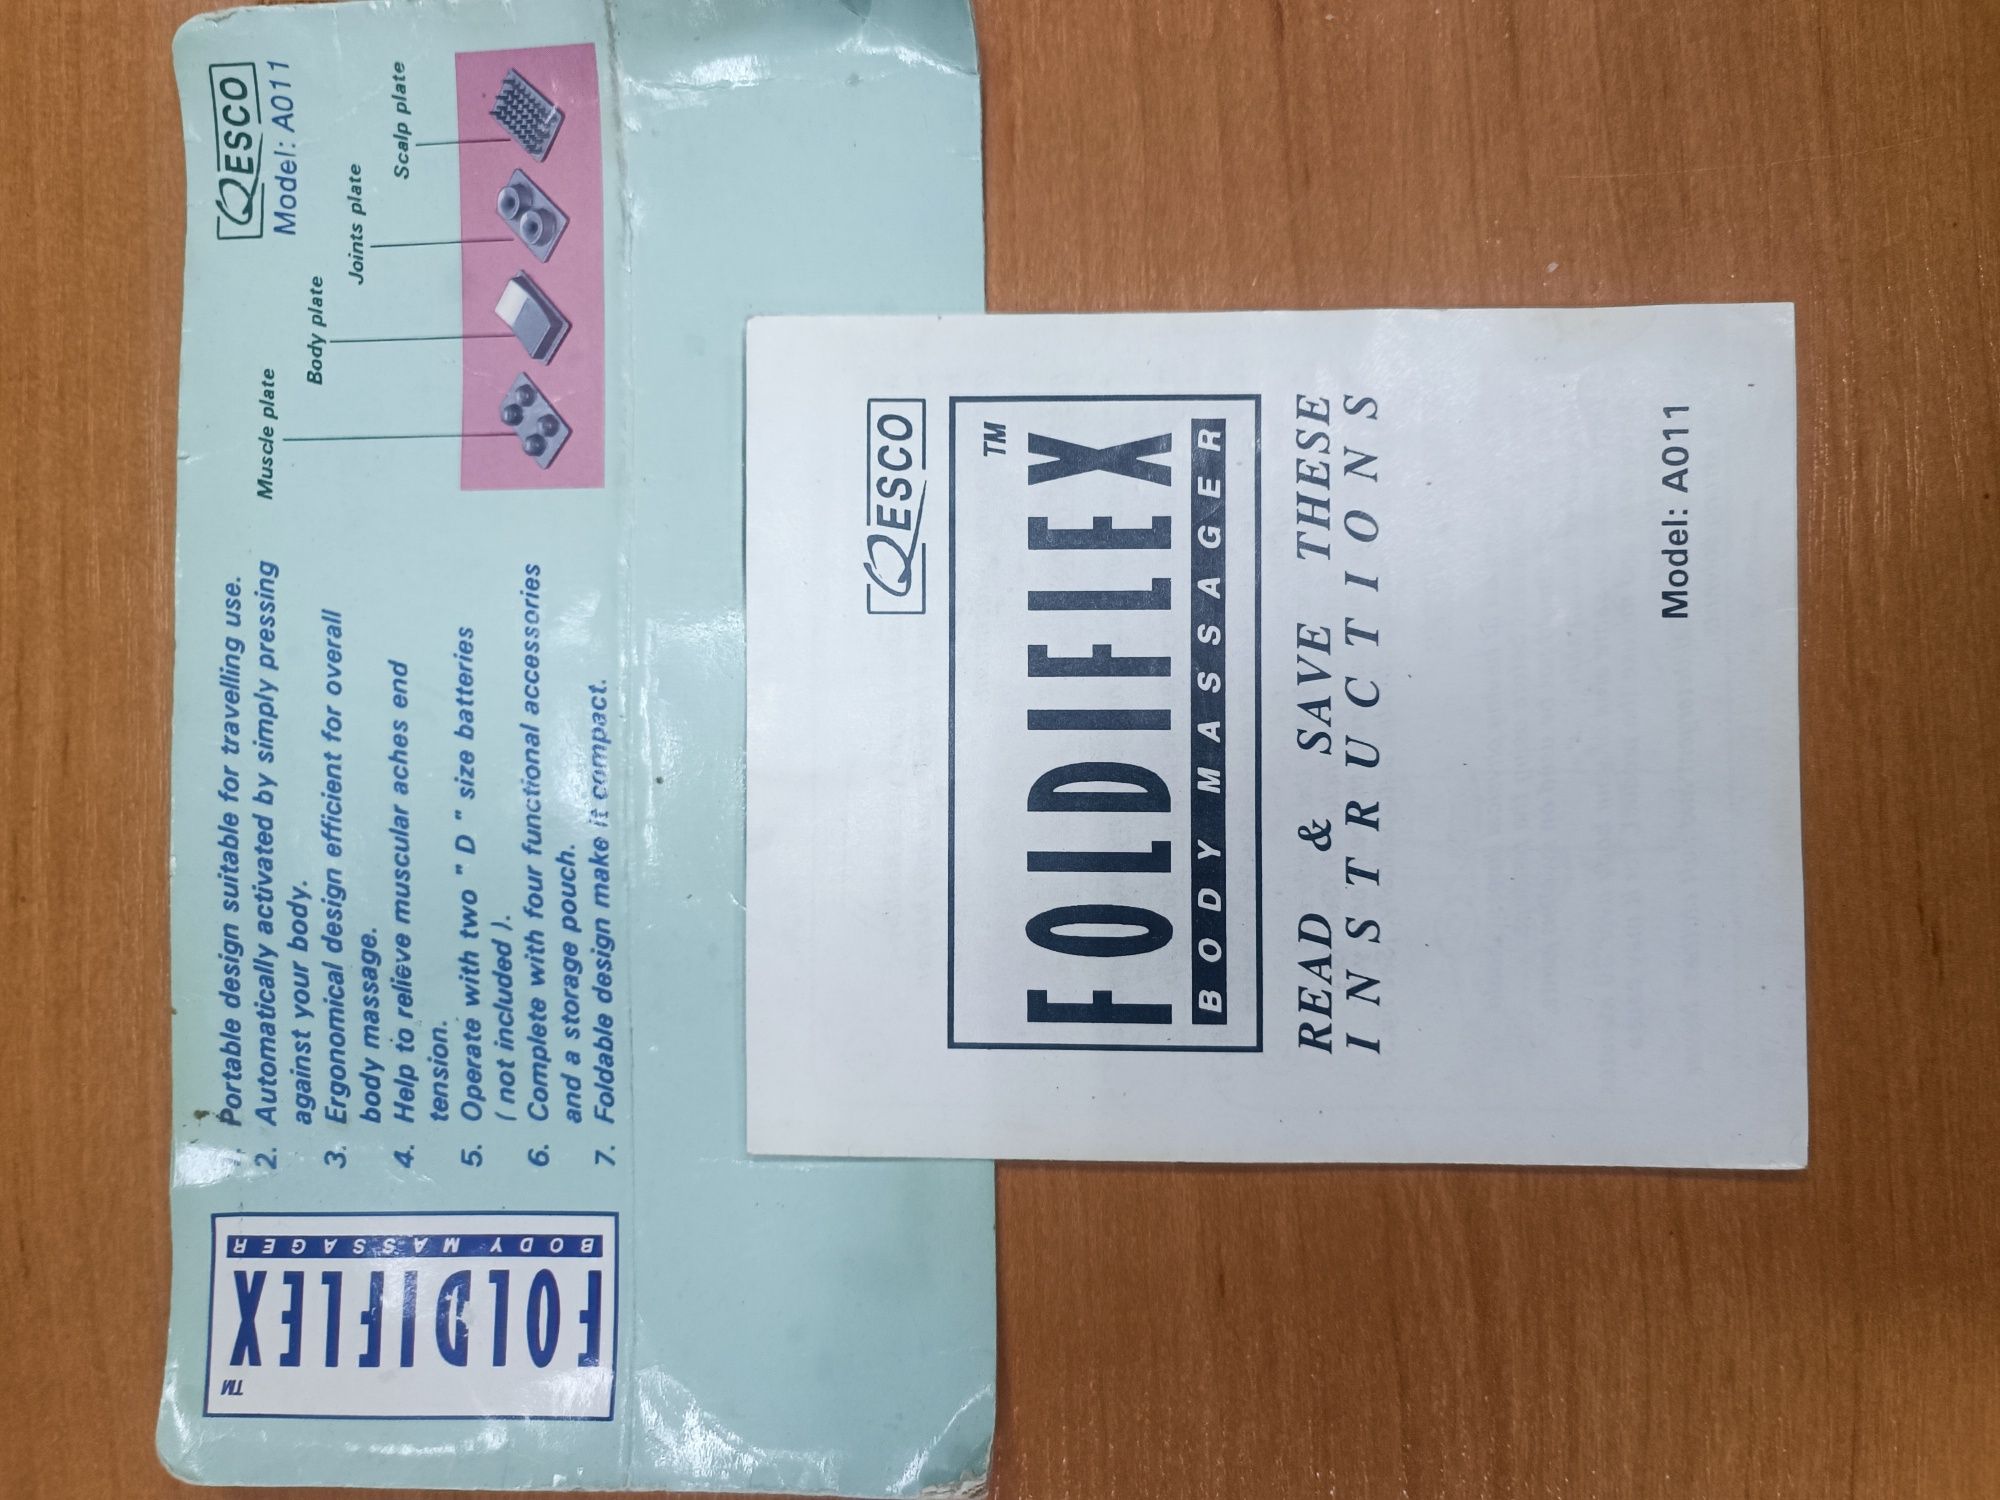 FOLDIFLEX™
BODY MASSAGER
1. Portable design suitable for travelling use.
2. Automatically activated by simply pressing
against your body.
3. Ergonomical design efficient for overall
body massage.
4. Help to relieve muscular aches end
tension.
5. Operate with two " D " size batteries
( not included ).
6. Complete with four functional accessories
and a storage pouch.
7. Foldable design make it compact.
QESCO
Model: A011
Muscle plate
Body plate
Joints plate
Scalp plate
QESCO
FOLDIFLEX™
BODY MASSAGER
READ & SAVE THESE
INSTRUCTIONS
Model: A011